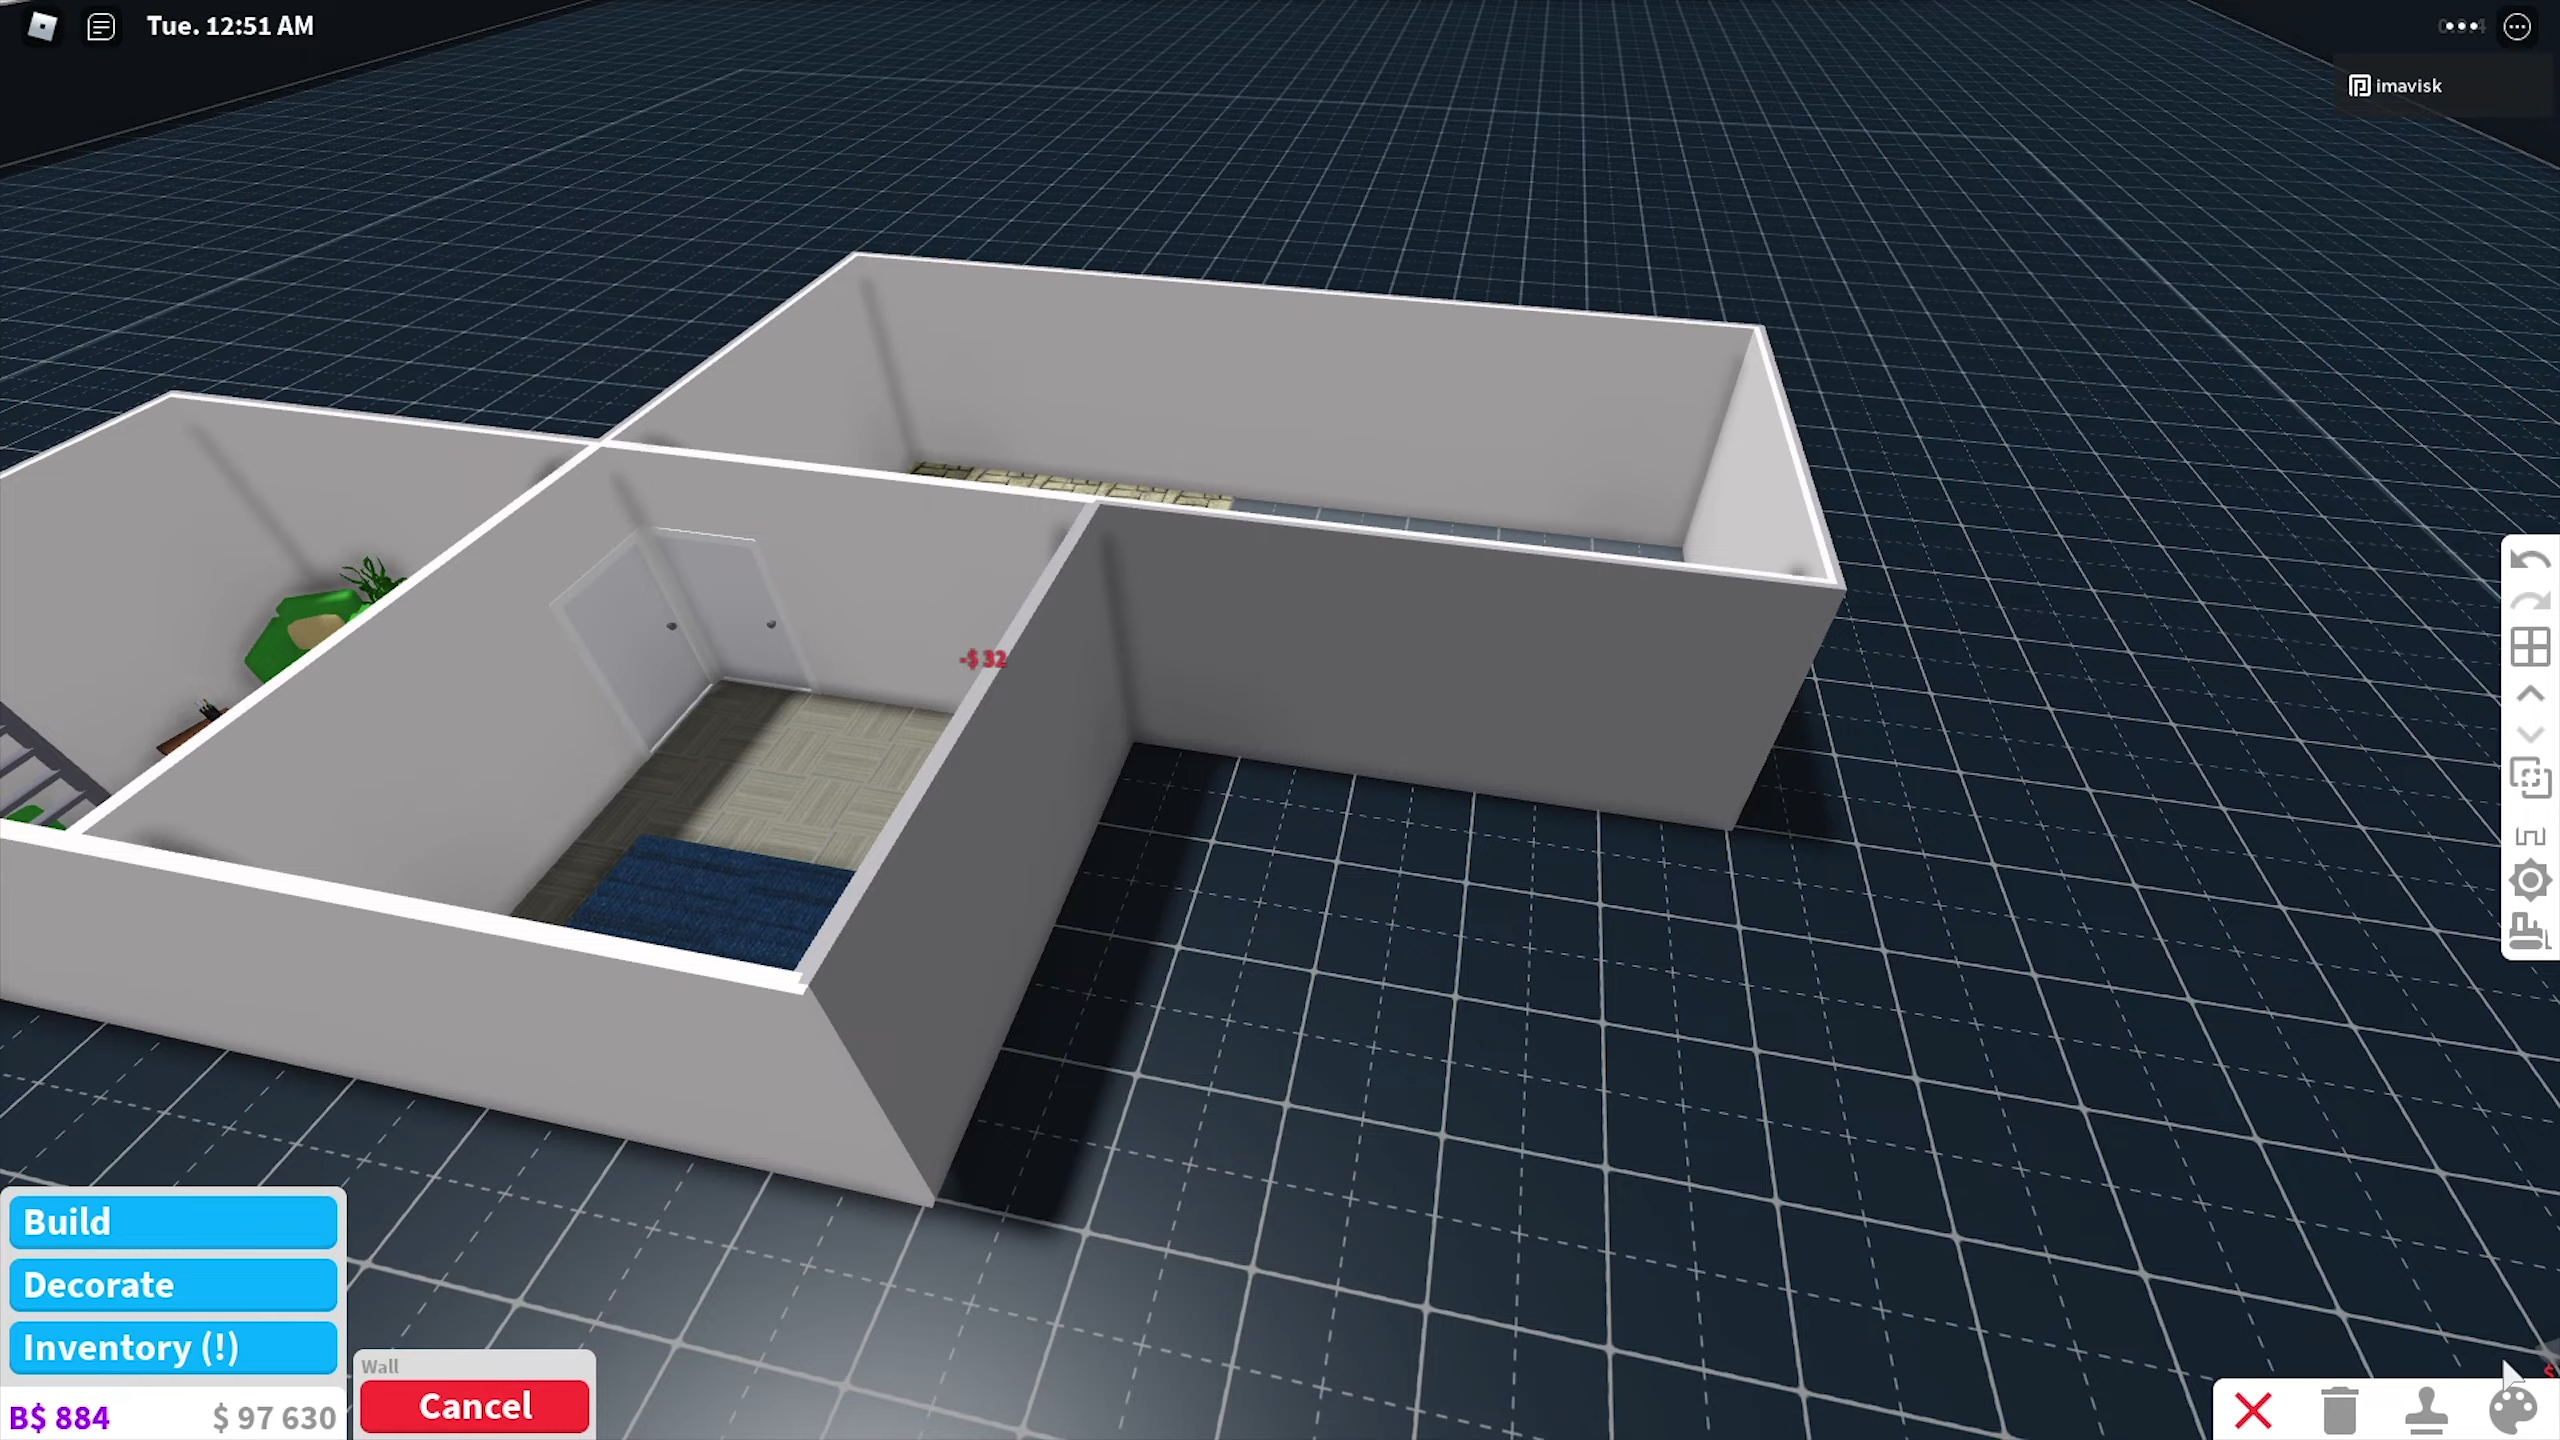 Tue. 12:51 AM
imavisk
-$ 32
Build
Decorate
Inventory (!)
B$ 884
$ 97 630
Wall
Cancel